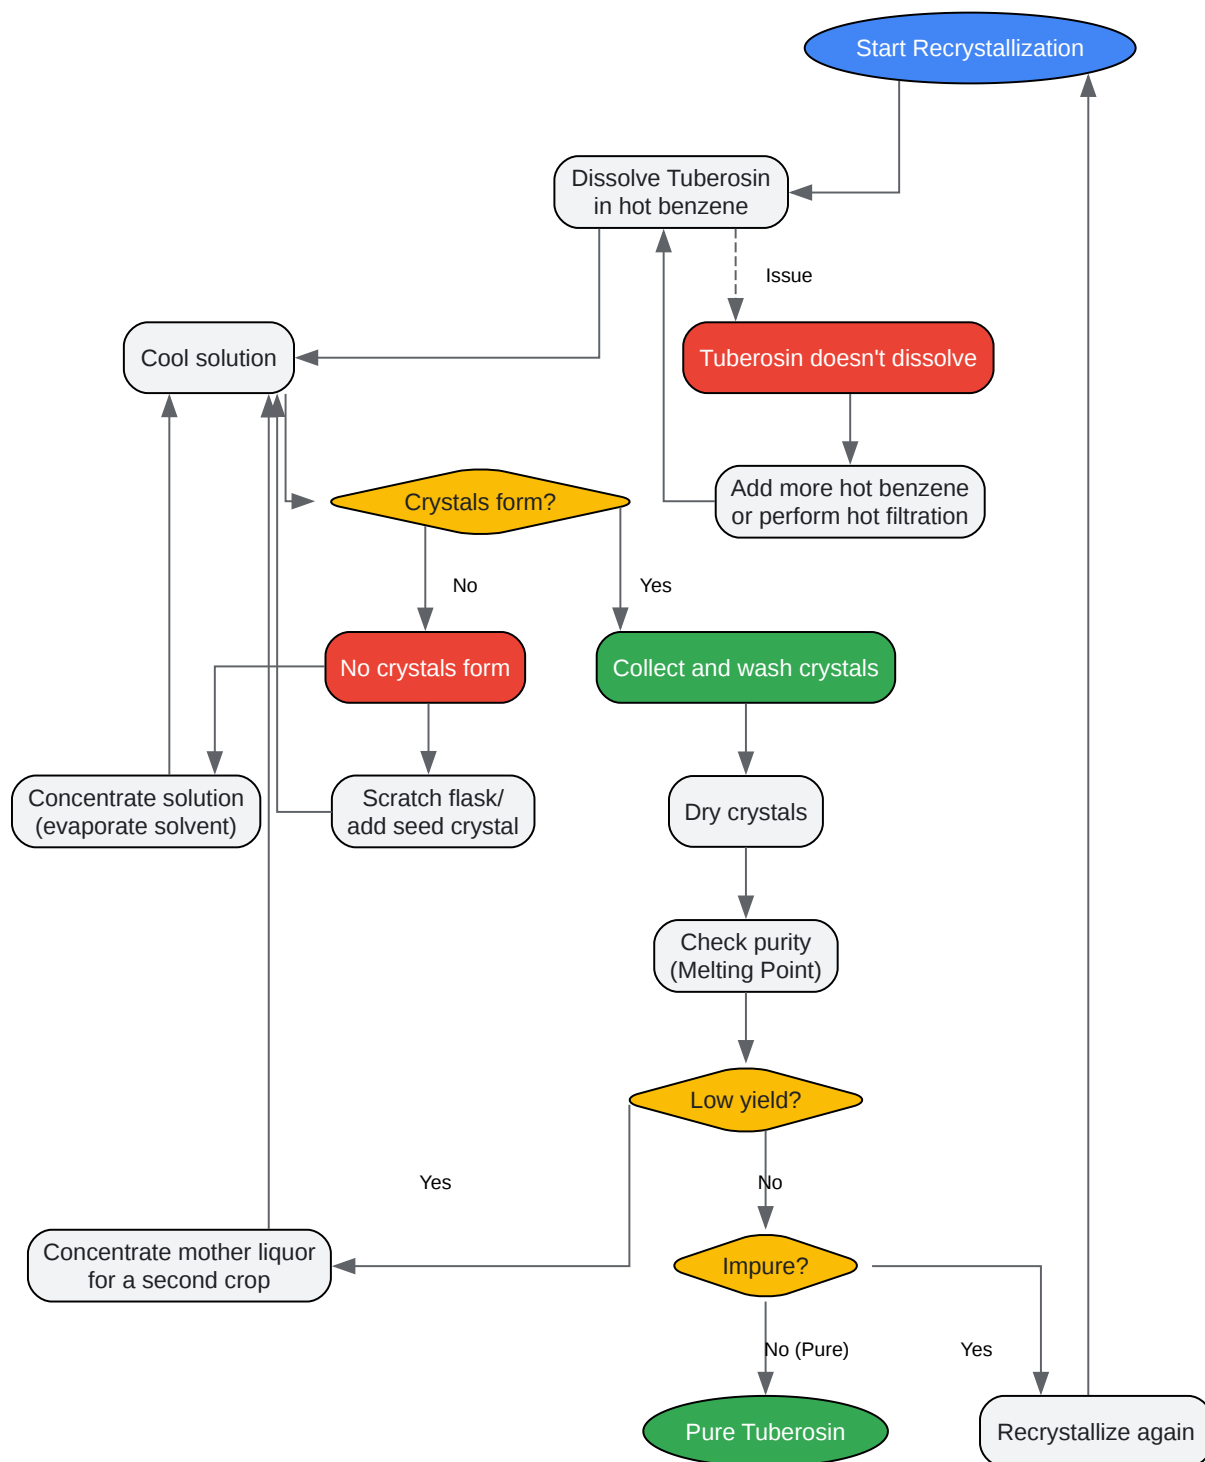 Start Recrystallization
Dissolve Tuberosin
in hot benzene
Issue
Cool solution
Tuberosin doesn't dissolve
Add more hot benzene
or perform hot filtration
Crystals form?
No
Yes
No crystals form
Collect and wash crystals
Concentrate solution
(evaporate solvent)
Scratch flask/
add seed crystal
Dry crystals
Check purity
(Melting Point)
Low yield?
Yes
No
Concentrate mother liquor
for a second crop
Impure?
No (Pure)
Yes
Pure Tuberosin
Recrystallize again